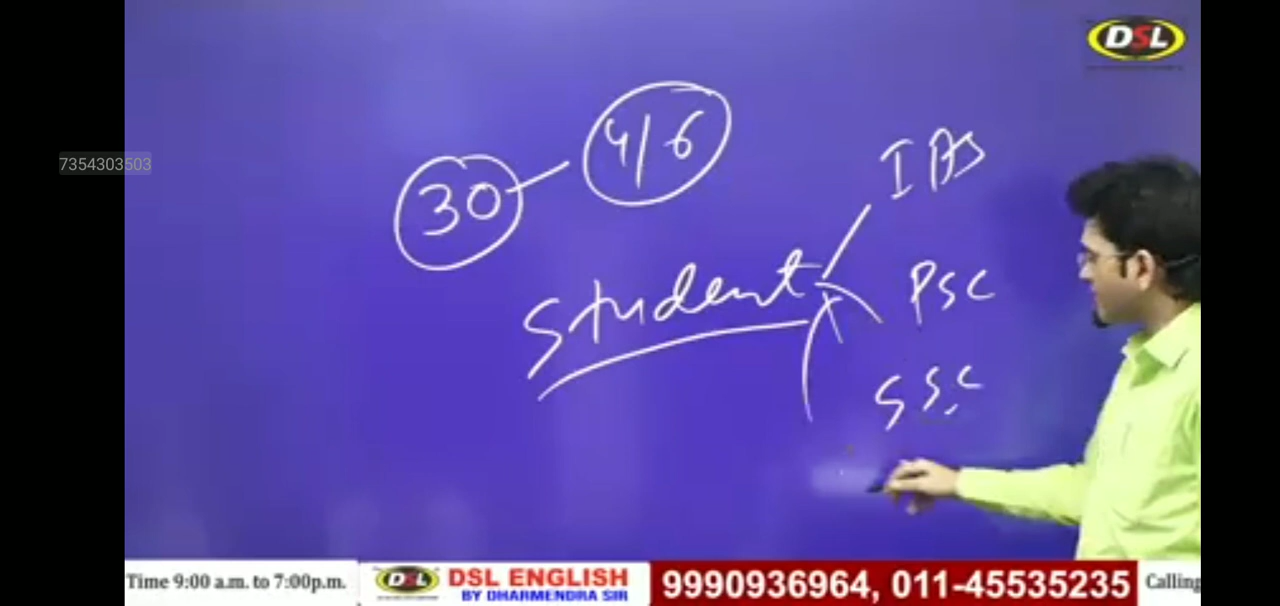 DSL
7354303503
30 — 4/6
Student
IAS
PSC
SSC
Time 9:00 a.m. to 7:00p.m.
DSL
DSL ENGLISH
BY DHARMENDRA SIR
9990936964, 011-45535235
Calling